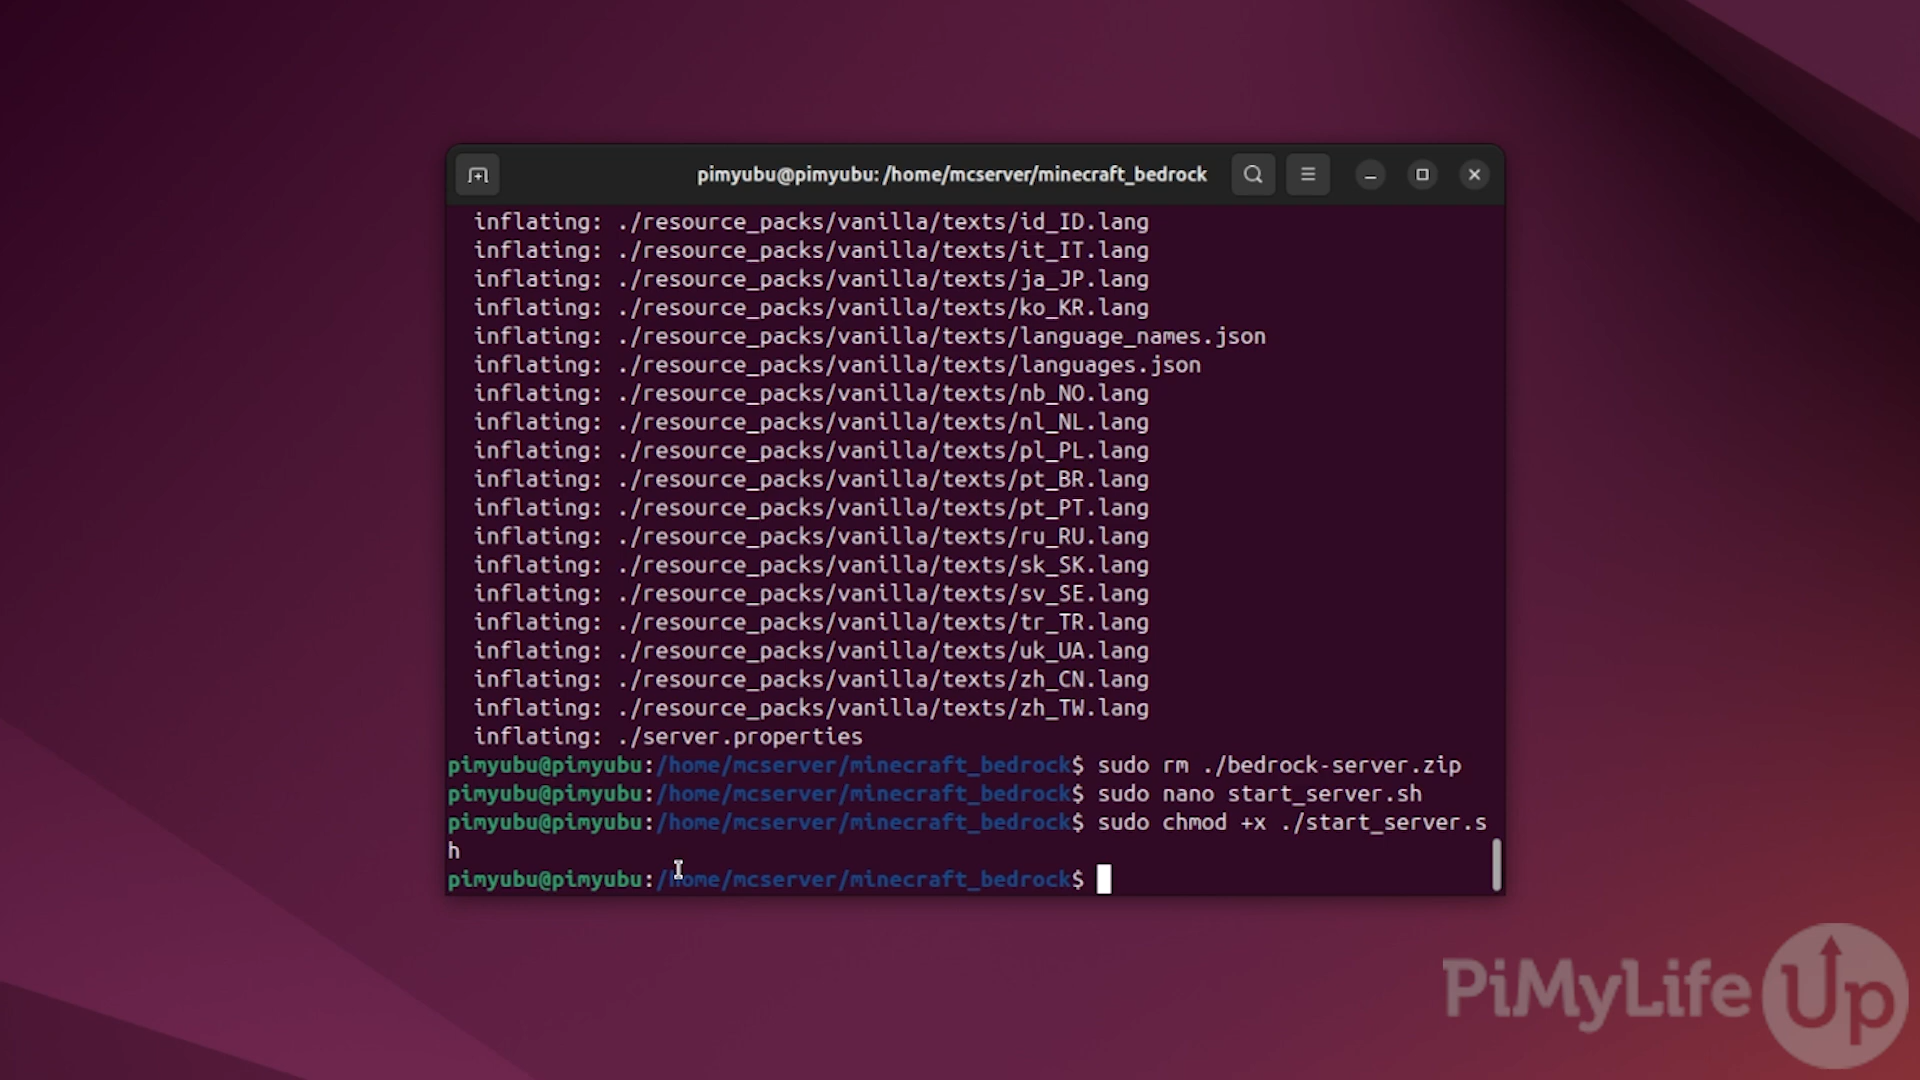 pimyubu@pimyubu: /home/mcserver/minecraft_bedrock
inflating: ./resource_packs/vanilla/texts/id_ID.lang
inflating: ./resource_packs/vanilla/texts/it_IT.lang
inflating: ./resource_packs/vanilla/texts/ja_JP.lang
inflating: ./resource_packs/vanilla/texts/ko_KR.lang
inflating: ./resource_packs/vanilla/texts/language_names.json
inflating: ./resource_packs/vanilla/texts/languages.json
inflating: ./resource_packs/vanilla/texts/nb_NO.lang
inflating: ./resource_packs/vanilla/texts/nl_NL.lang
inflating: ./resource_packs/vanilla/texts/pl_PL.lang
inflating: ./resource_packs/vanilla/texts/pt_BR.lang
inflating: ./resource_packs/vanilla/texts/pt_PT.lang
inflating: ./resource_packs/vanilla/texts/ru_RU.lang
inflating: ./resource_packs/vanilla/texts/sk_SK.lang
inflating: ./resource_packs/vanilla/texts/sv_SE.lang
inflating: ./resource_packs/vanilla/texts/tr_TR.lang
inflating: ./resource_packs/vanilla/texts/uk_UA.lang
inflating: ./resource_packs/vanilla/texts/zh_CN.lang
inflating: ./resource_packs/vanilla/texts/zh_TW.lang
inflating: ./server.properties
pimyubu@pimyubu:/home/mcserver/minecraft_bedrock$ sudo rm ./bedrock-server.zip
pimyubu@pimyubu:/home/mcserver/minecraft_bedrock$ sudo nano start_server.sh
pimyubu@pimyubu:/home/mcserver/minecraft_bedrock$ sudo chmod +x ./start_server.s
h
pimyubu@pimyubu:/home/mcserver/minecraft_bedrock$
PiMyLife Up